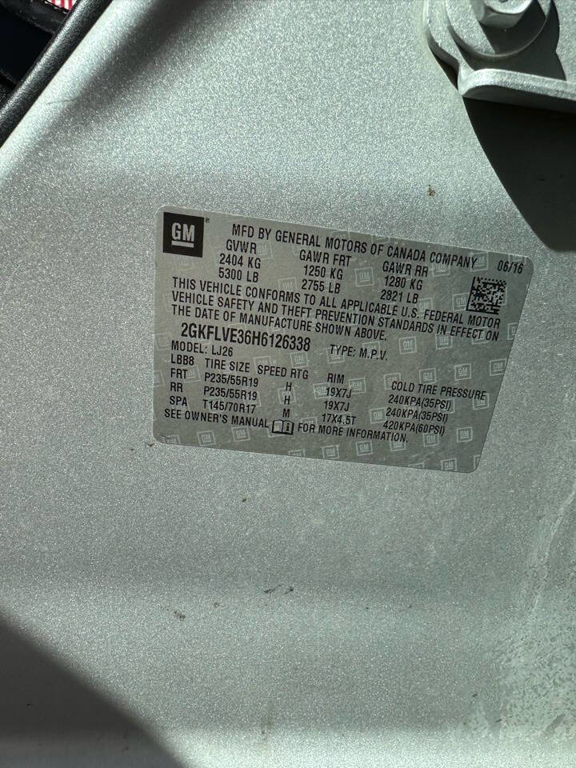 GM ®
MFD BY GENERAL MOTORS OF CANADA COMPANY
GVWR GAWR FRT GAWR RR 06/16
2404 KG 1250 KG 1280 KG
5300 LB 2755 LB 2821 LB
THIS VEHICLE CONFORMS TO ALL APPLICABLE U.S. FEDERAL MOTOR
VEHICLE SAFETY AND THEFT PREVENTION STANDARDS IN EFFECT ON
THE DATE OF MANUFACTURE SHOWN ABOVE.
2GKFLVE36H6126338 TYPE: M.P.V.
MODEL: LJ26
LBB8 TIRE SIZE SPEED RTG RIM COLD TIRE PRESSURE
FRT P235/55R19 H 19X7J 240KPA(35PSI)
RR P235/55R19 H 19X7J 240KPA(35PSI)
SPA T145/70R17 M 17X4.5T 420KPA(60PSI)
SEE OWNER'S MANUAL FOR MORE INFORMATION.